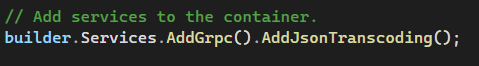 // Add services to the container.
builder.Services.AddGrpc().AddJsonTranscoding();